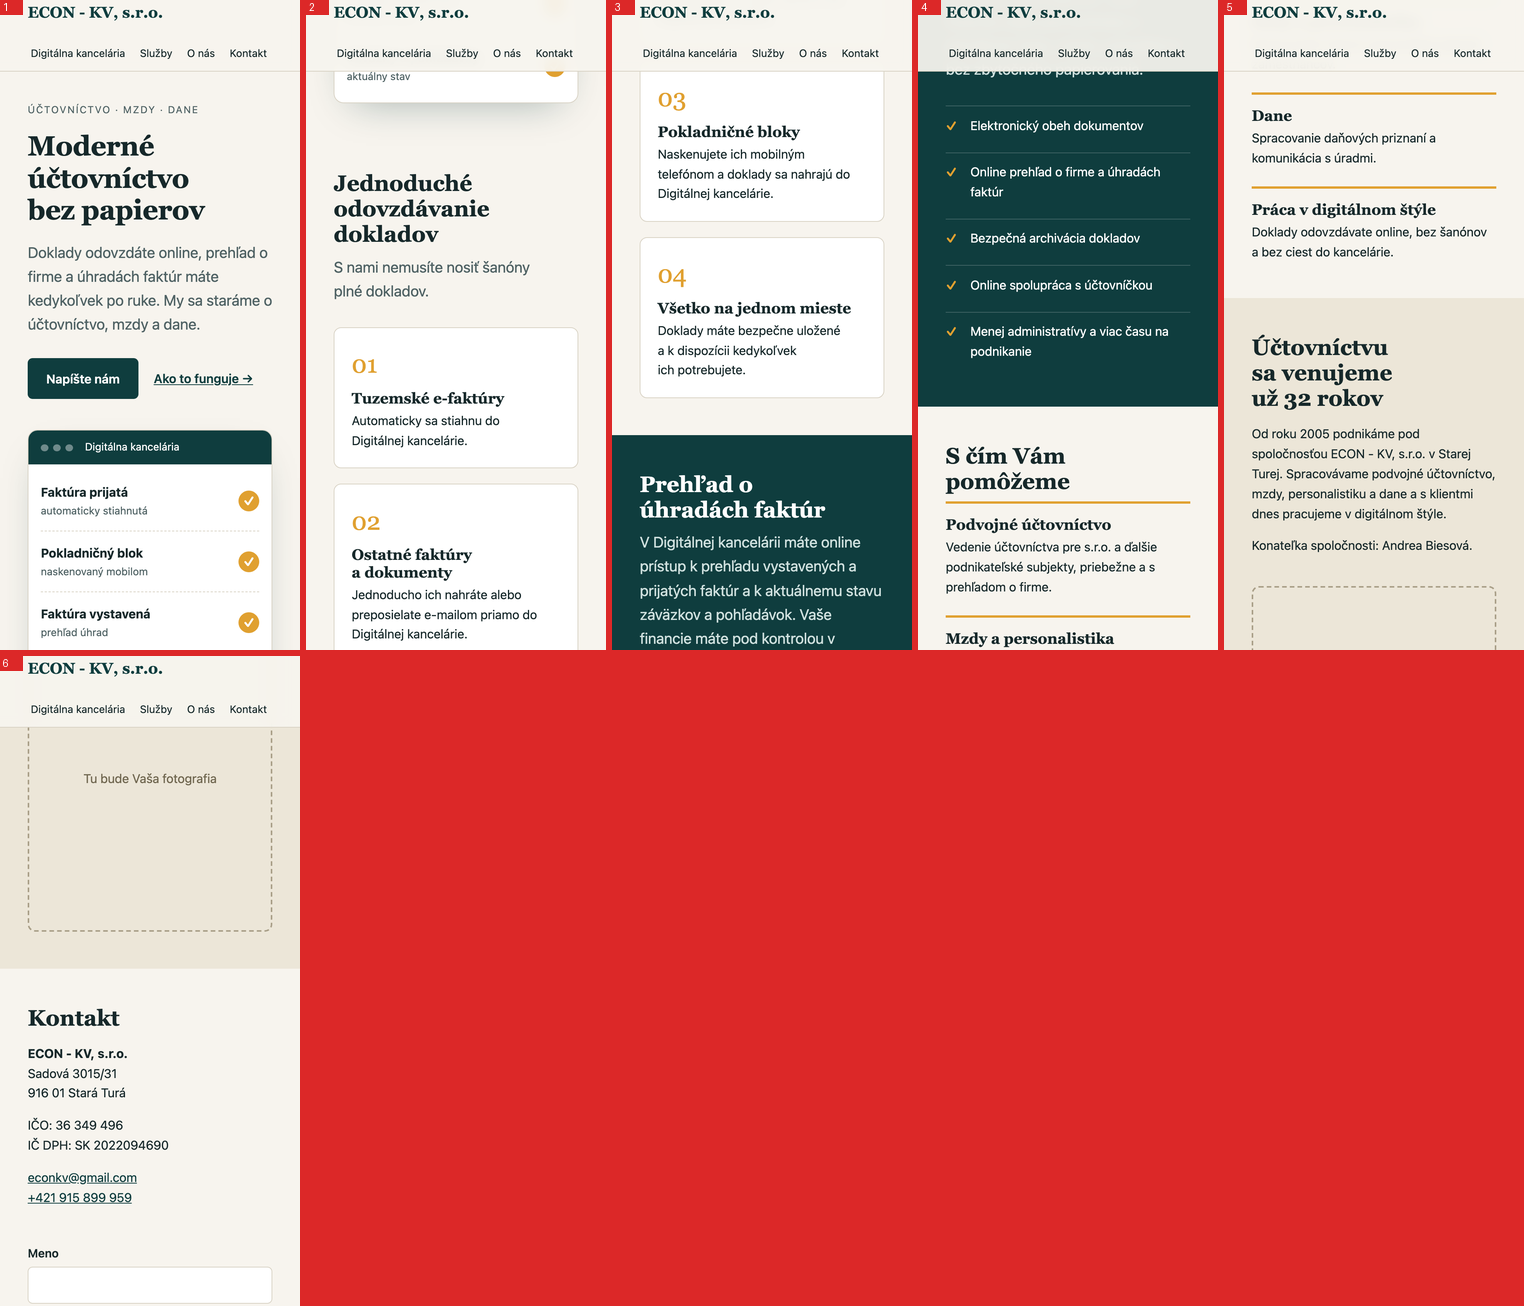 1
ECON - KV, s.r.o.
Digitálna kancelária Služby O nás Kontakt
ÚČTOVNÍCTVO · MZDY · DANE
Moderné
účtovníctvo
bez papierov
Doklady odovzdáte online, prehľad o
firme a úhradách faktúr máte
kedykoľvek po ruke. My sa staráme o
účtovníctvo, mzdy a dane.
Napíšte nám
Ako to funguje →
Digitálna kancelária
Faktúra prijatá
automaticky stiahnutá
Pokladničný blok
naskenovaný mobilom
Faktúra vystavená
prehľad úhrad
2
ECON - KV, s.r.o.
Digitálna kancelária Služby O nás Kontakt
aktuálny stav
Jednoduché
odovzdávanie
dokladov
S nami nemusíte nosiť šanóny
plné dokladov.
01
Tuzemské e-faktúry
Automaticky sa stiahnu do
Digitálnej kancelárie.
02
Ostatné faktúry
a dokumenty
Jednoducho ich nahráte alebo
preposielate e-mailom priamo do
Digitálnej kancelárie.
3
ECON - KV, s.r.o.
Digitálna kancelária Služby O nás Kontakt
03
Pokladničné bloky
Naskenujete ich mobilným
telefónom a doklady sa nahrajú do
Digitálnej kancelárie.
04
Všetko na jednom mieste
Doklady máte bezpečne uložené
a k dispozícii kedykoľvek
ich potrebujete.
Prehľad o
úhradách faktúr
V Digitálnej kancelárii máte online
prístup k prehľadu vystavených a
prijatých faktúr a k aktuálnemu stavu
záväzkov a pohľadávok. Vaše
financie máte pod kontrolou v
4
ECON - KV, s.r.o.
Digitálna kancelária Služby O nás Kontakt
bez zbytočného papierovania.
Elektronický obeh dokumentov
Online prehľad o firme a úhradách
faktúr
Bezpečná archivácia dokladov
Online spolupráca s účtovníčkou
Menej administratívy a viac času na
podnikanie
S čím Vám
pomôžeme
Podvojné účtovníctvo
Vedenie účtovníctva pre s.r.o. a ďalšie
podnikateľské subjekty, priebežne a s
prehľadom o firme.
Mzdy a personalistika
5
ECON - KV, s.r.o.
Digitálna kancelária Služby O nás Kontakt
Dane
Spracovanie daňových priznaní a
komunikácia s úradmi.
Práca v digitálnom štýle
Doklady odovzdávate online, bez šanónov
a bez ciest do kancelárie.
Účtovníctvu
sa venujeme
už 32 rokov
Od roku 2005 podnikáme pod
spoločnosťou ECON - KV, s.r.o. v Starej
Turej. Spracovávame podvojné účtovníctvo,
mzdy, personalistiku a dane a s klientmi
dnes pracujeme v digitálnom štýle.
Konateľka spoločnosti: Andrea Biesová.
6
ECON - KV, s.r.o.
Digitálna kancelária Služby O nás Kontakt
Tu bude Vaša fotografia
Kontakt
ECON - KV, s.r.o.
Sadová 3015/31
916 01 Stará Turá
IČO: 36 349 496
IČ DPH: SK 2022094690
econkv@gmail.com
+421 915 899 959
Meno